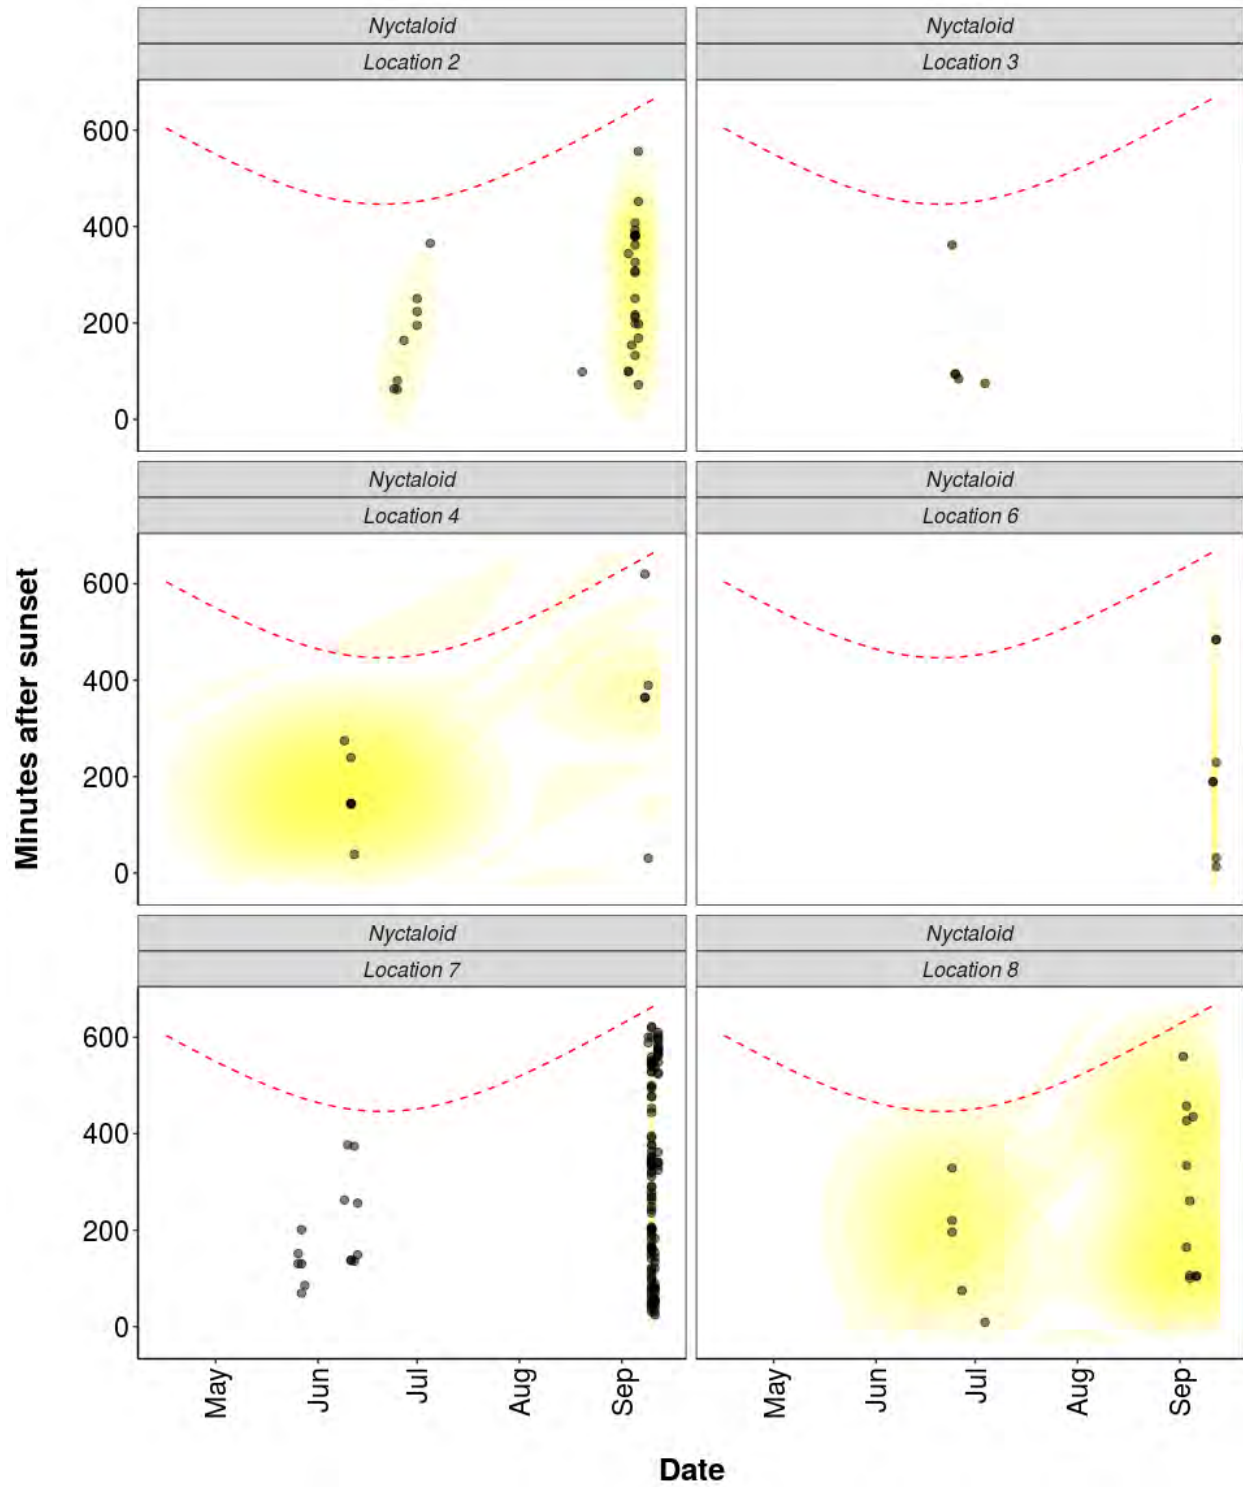 Nyctaloid
Nyctaloid
Location 2
Location 3
600
400
200
0
Nyctaloid
Nyctaloid
Location 4
Location 6
600
400
200
0
Nyctaloid
Nyctaloid
Location 7
Location 8
600
400
200
0
Minutes after sunset
May
Jun
Jul
Aug
Sep
May
Jun
Jul
Aug
Sep
Date